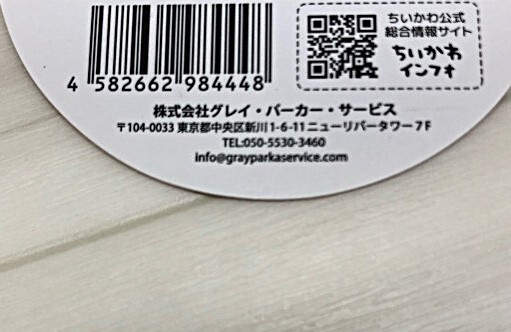 4 582662 984448
ちいかわ公式
総合情報サイト
ちいかわ
インフォ
株式会社グレイ・パーカー・サービス
〒104-0033 東京都中央区新川1-6-11ニューリバータワー7F
TEL:050-5530-3460
info@grayparkaservice.com